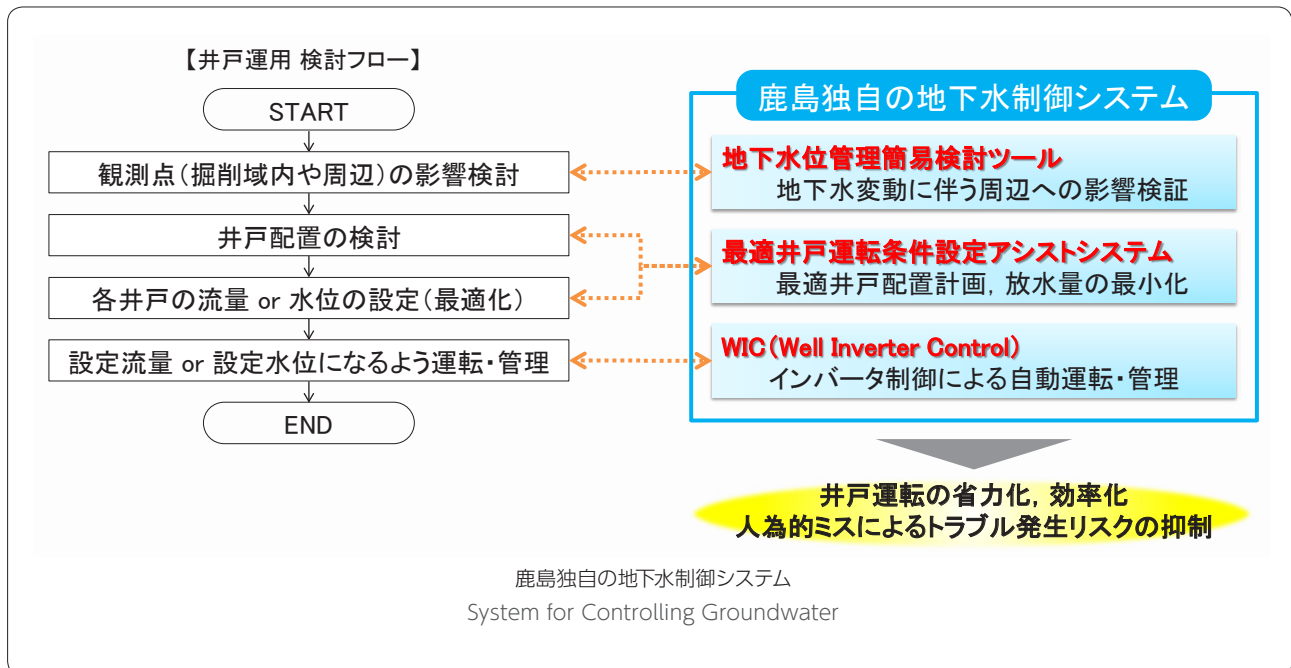 【井戸運用 検討フロー】
START
観測点(掘削域内や周辺)の影響検討
井戸配置の検討
各井戸の流量 or 水位の設定(最適化)
設定流量 or 設定水位になるよう運転・管理
END
鹿島独自の地下水制御システム
地下水位管理簡易検討ツール
地下水変動に伴う周辺への影響検証
最適井戸運転条件設定アシストシステム
最適井戸配置計画, 放水量の最小化
WIC(Well Inverter Control)
インバータ制御による自動運転・管理
井戸運転の省力化, 効率化
人為的ミスによるトラブル発生リスクの抑制
鹿島独自の地下水制御システム
System for Controlling Groundwater